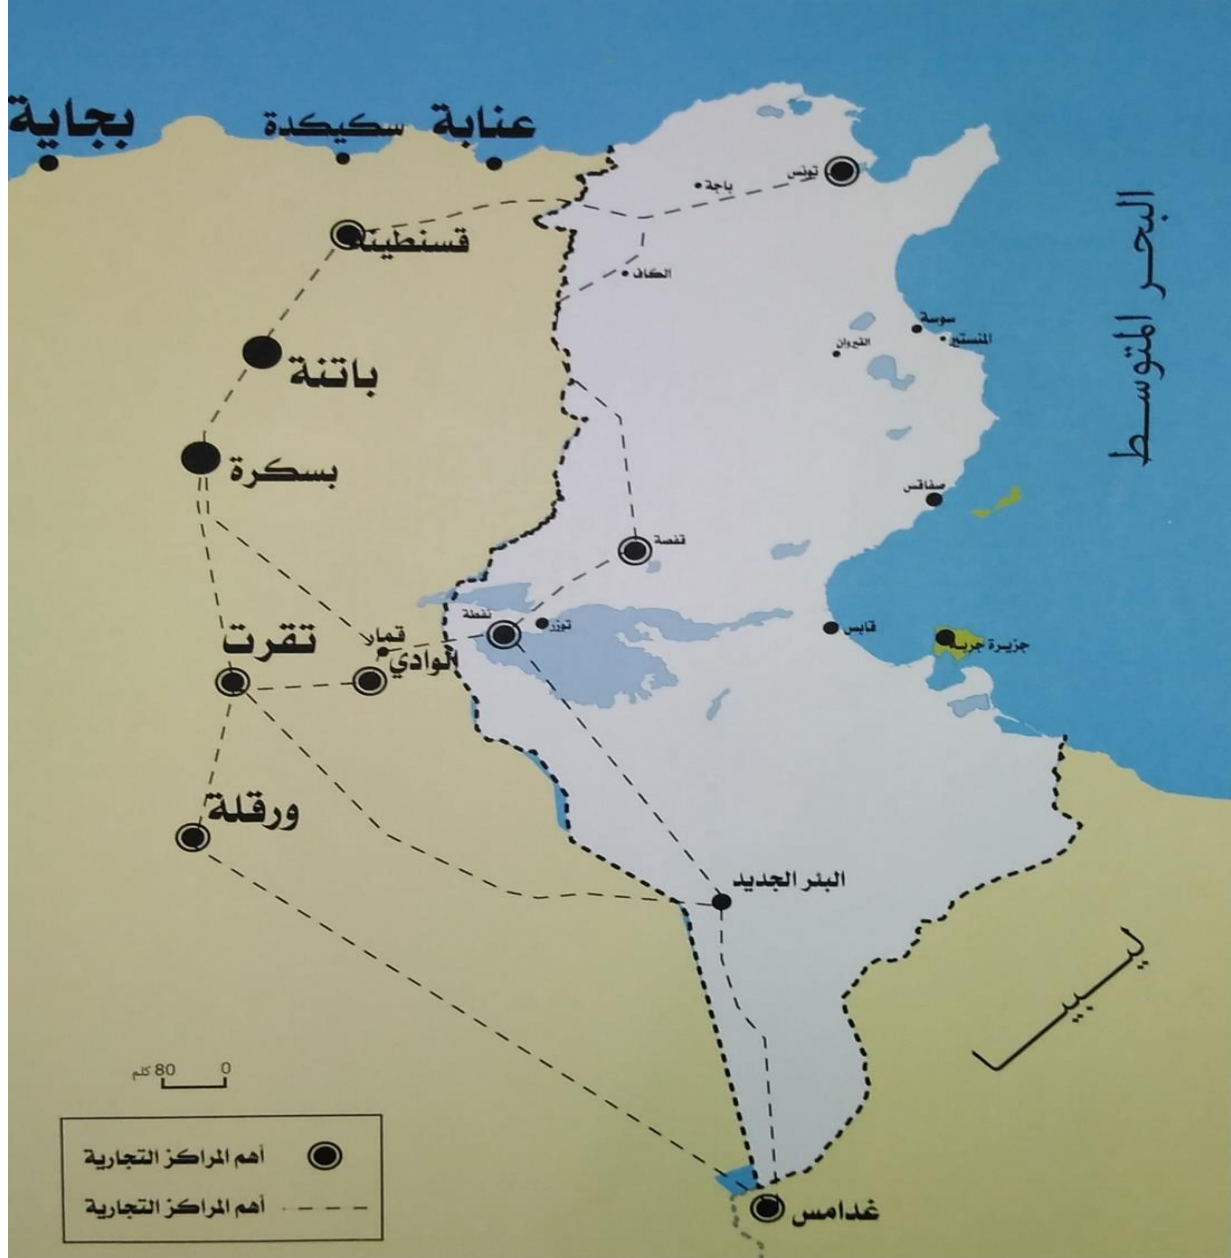 بجاية
سكيكدة
عنابة
تونس
باجة
قسنطينة
الكاف
البحر المتوسط
سوسة
المنستير
القيروان
باتنة
بسكرة
صفاقس
قفصة
نفطة
توزر
قابس
جزيرة جربة
قمار
الوادي
تقرت
ورقلة
البئر الجديد
ليبيا
80 كلم
0
أهم المراكز التجارية
أهم المراكز التجارية
غدامس